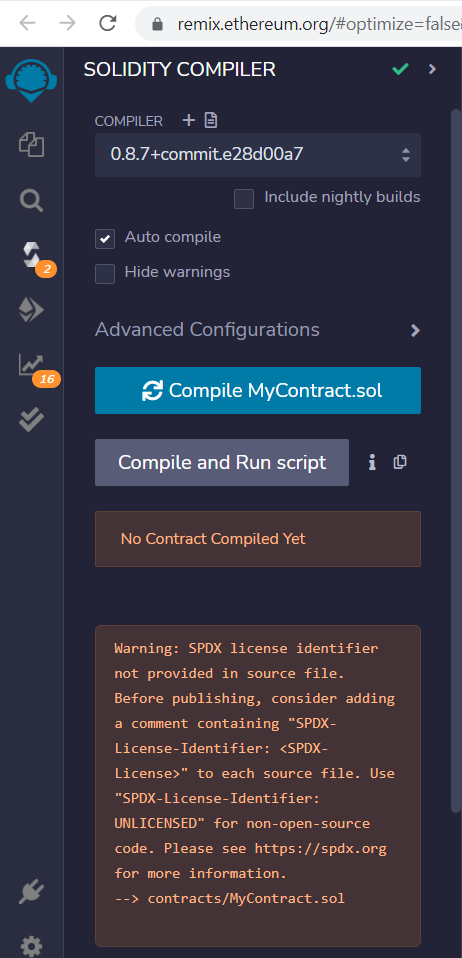 remix.ethereum.org/#optimize=false
SOLIDITY COMPILER
COMPILER
0.8.7+commit.e28d00a7
Include nightly builds
Auto compile
Hide warnings
2
Advanced Configurations
16
Compile MyContract.sol
Compile and Run script
No Contract Compiled Yet
Warning: SPDX license identifier
not provided in source file.
Before publishing, consider adding
a comment containing "SPDX-
License-Identifier: <SPDX-
License>" to each source file. Use
"SPDX-License-Identifier:
UNLICENSED" for non-open-source
code. Please see https://spdx.org
for more information.
--> contracts/MyContract.sol